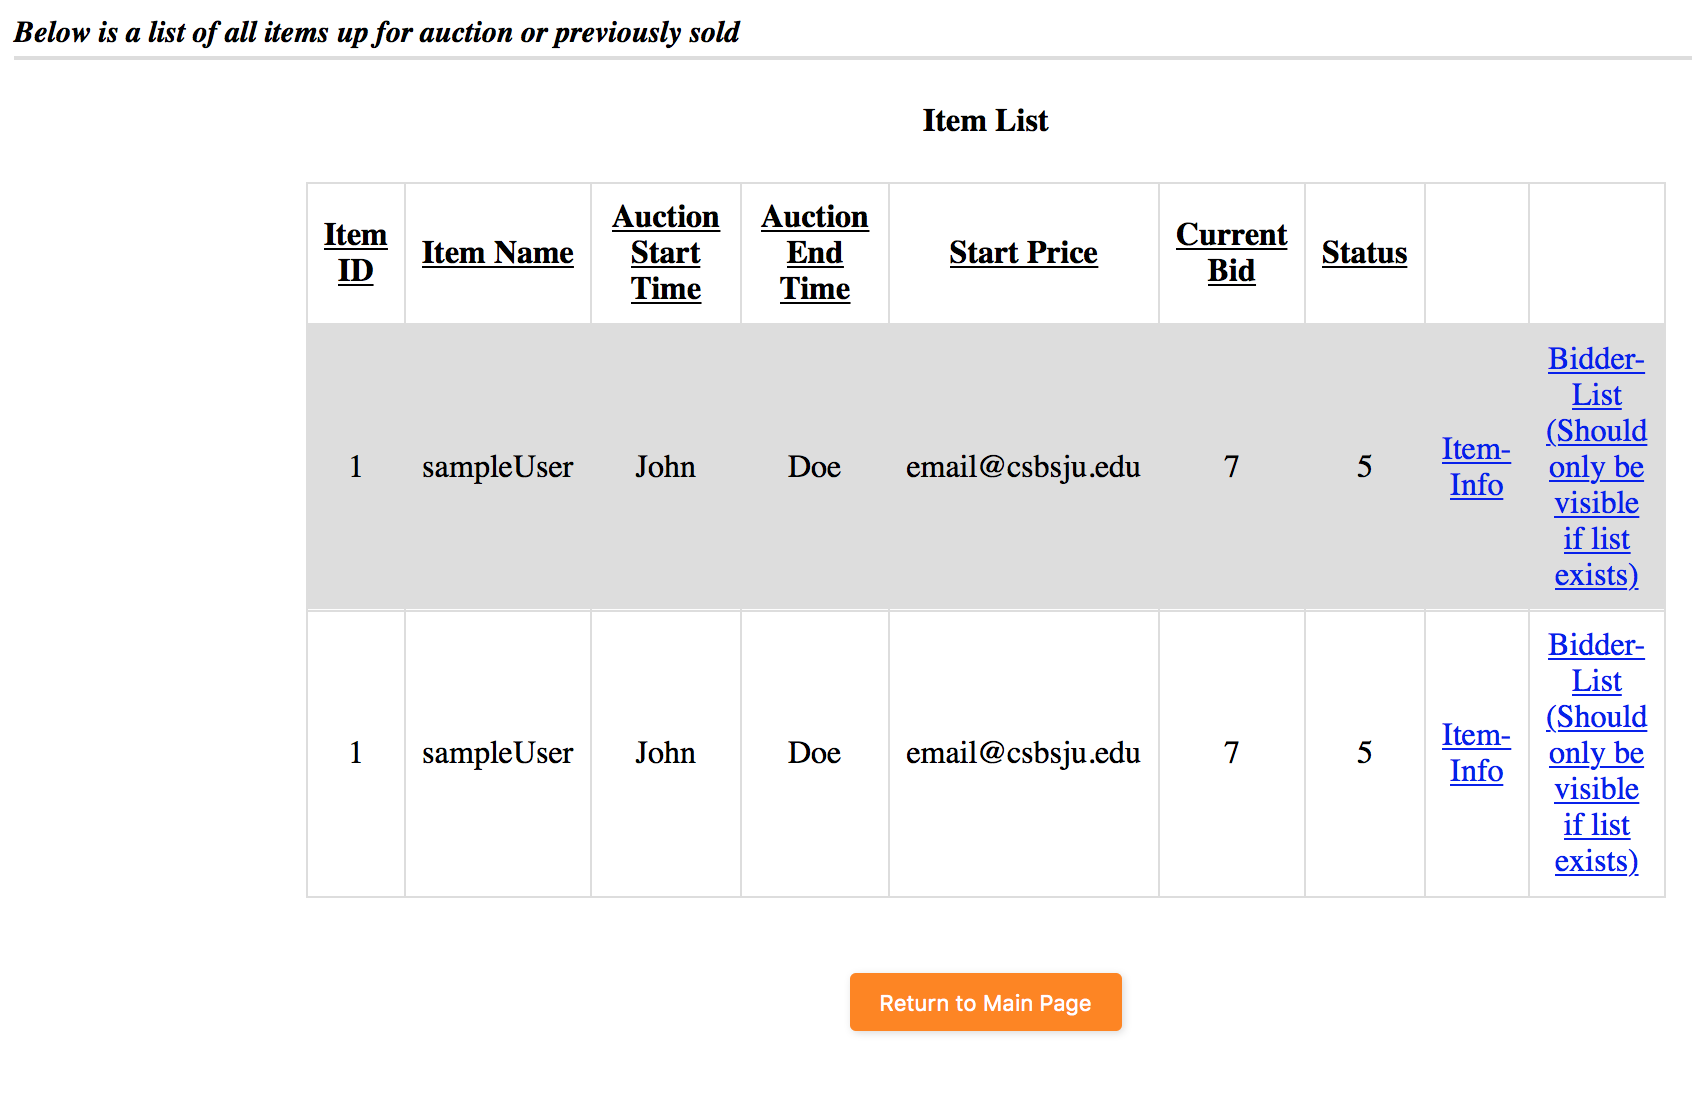 Below is a list of all items up for auction or previously sold
Item List
Item
ID
Item Name
Auction
Start
Time
Auction
End
Time
Start Price
Current
Bid
Status
1
sampleUser
John
Doe
email@csbsju.edu
7
5
Item-
Info
Bidder-
List
(Should
only be
visible
if list
exists)
1
sampleUser
John
Doe
email@csbsju.edu
7
5
Item-
Info
Bidder-
List
(Should
only be
visible
if list
exists)
Return to Main Page